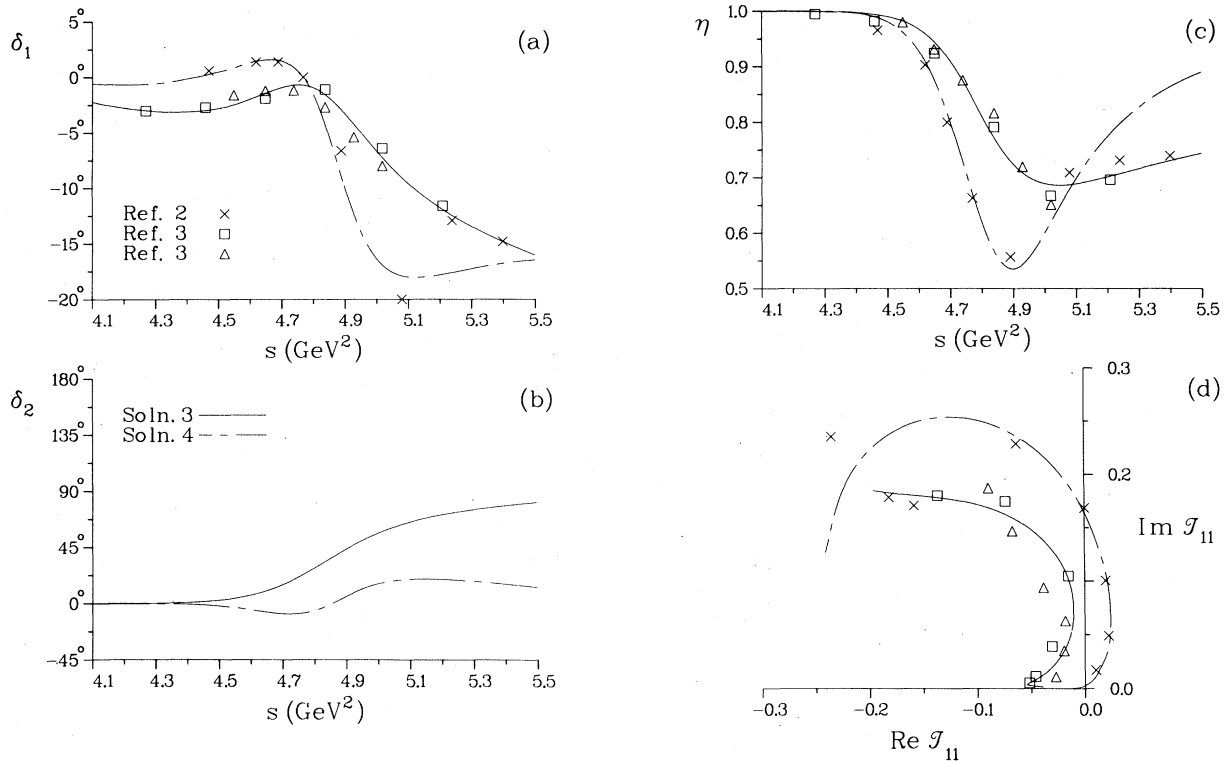 δ₁
(a)
5°
0°
−5°
−10°
−15°
−20°
Ref. 2 ×
Ref. 3 □
Ref. 3 △
4.1 4.3 4.5 4.7 4.9 5.1 5.3 5.5
s (GeV²)
η
(c)
1.0
0.9
0.8
0.7
0.6
0.5
4.1 4.3 4.5 4.7 4.9 5.1 5.3 5.5
s (GeV²)
δ₂
(b)
180°
135°
90°
45°
0°
−45°
Soln. 3
Soln. 4
4.1 4.3 4.5 4.7 4.9 5.1 5.3 5.5
s (GeV²)
(d)
0.3
0.2
Im 𝒯₁₁
0.0
−0.3 −0.2 −0.1 0.0
Re 𝒯₁₁